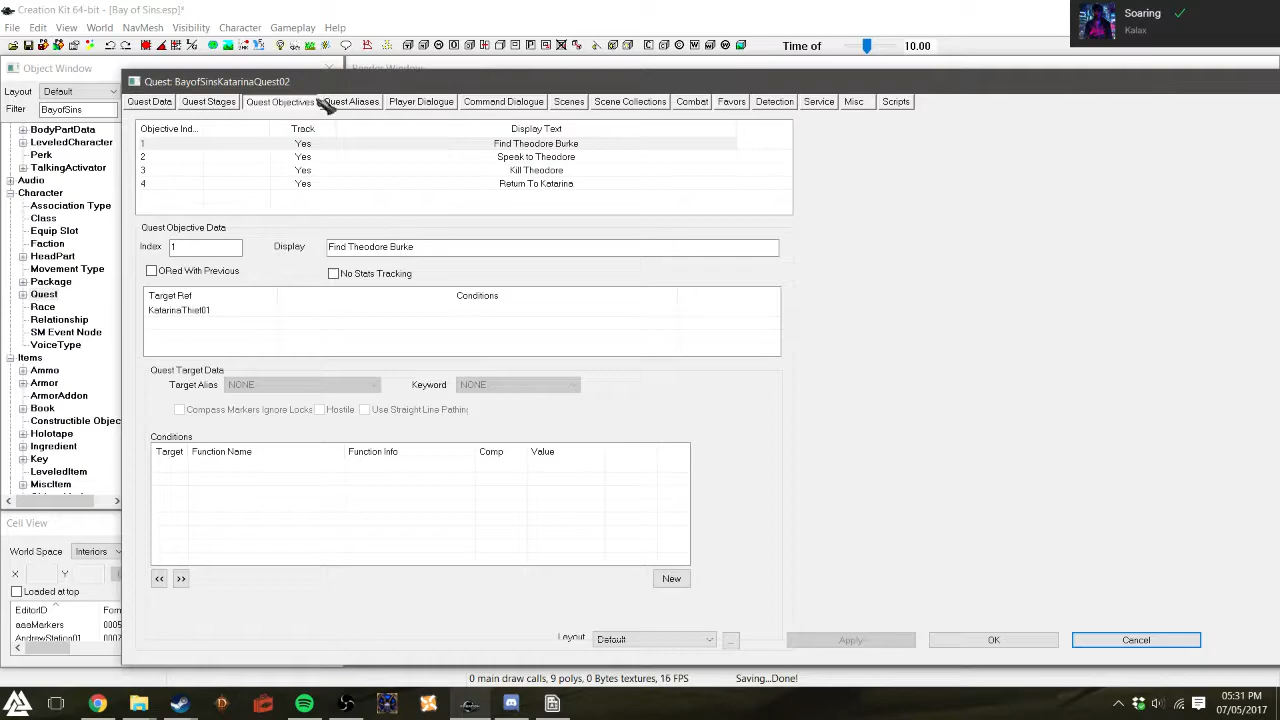 Creation Kit 64-bit - [Bay of Sins.esp]*
Soaring
Kalax
File Edit View World NavMesh Visibility Character Gameplay Help
Time of 10.00
Object Window
Layout Default
Filter BayofSins
BodyPartData
LeveledCharacter
Perk
TalkingActivator
Audio
Character
Association Type
Class
Equip Slot
Faction
HeadPart
Movement Type
Package
Quest
Race
Relationship
SM Event Node
VoiceType
Items
Ammo
Armor
ArmorAddon
Book
Constructible Objec
Holotape
Ingredient
Key
LeveledItem
MiscItem
Cell View
World Space Interiors
X Y
Loaded at top
EditorID Form
aaaMarkers 0005
AndrewStation01 0007
Quest: BayofSinsKatarinaQuest02
Quest Data Quest Stages Quest Objectives Quest Aliases Player Dialogue Command Dialogue Scenes Scene Collections Combat Favors Detection Service Misc Scripts
Objective Ind... Track Display Text
1 Yes Find Theodore Burke
2 Yes Speak to Theodore
3 Yes Kill Theodore
4 Yes Return To Katarina
Quest Objective Data
Index 1 Display Find Theodore Burke
ORed With Previous No Stats Tracking
Target Ref Conditions
KatarinaThief01
Quest Target Data
Target Alias NONE Keyword NONE
Compass Markers Ignore Locks Hostile Use Straight Line Pathing
Conditions
Target Function Name Function Info Comp Value
<< >> New
Layout Default ... Apply OK Cancel
0 main draw calls, 9 polys, 0 Bytes textures, 16 FPS Saving...Done!
05:31 PM
07/05/2017